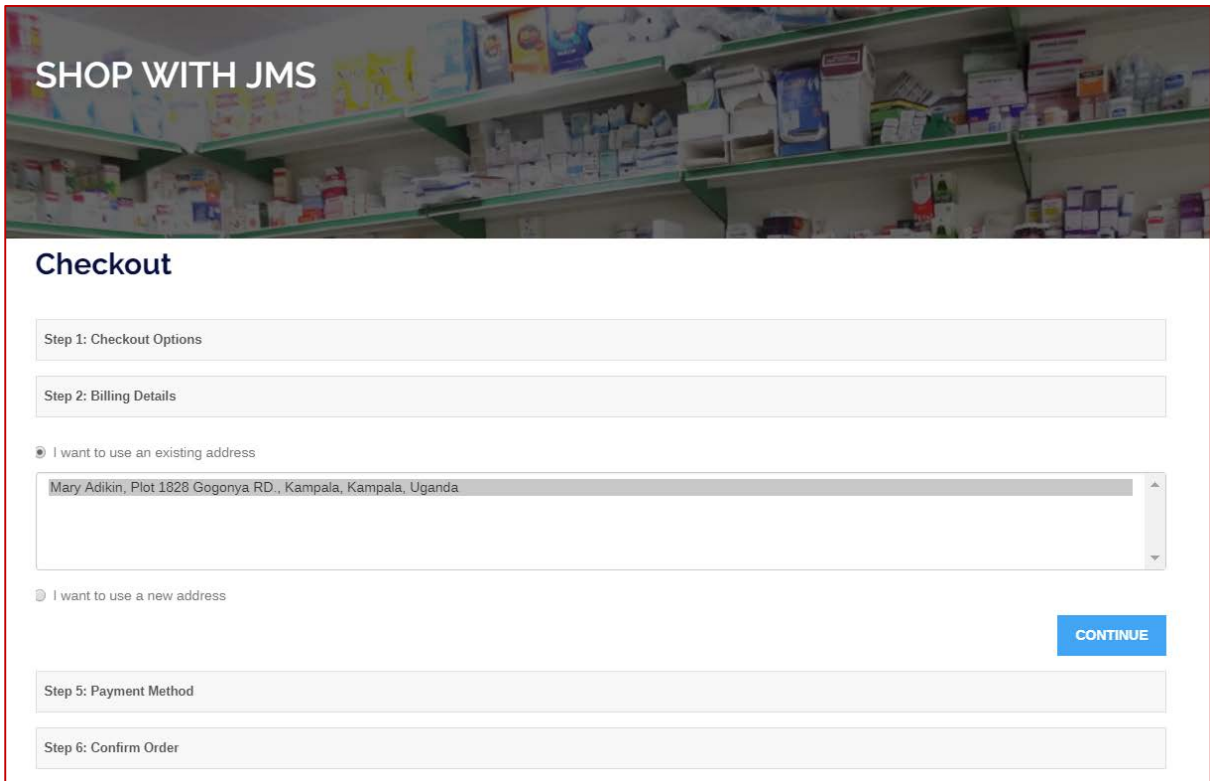 SHOP WITH JMS
Checkout
Step 1: Checkout Options
Step 2: Billing Details
I want to use an existing address
Mary Adikin, Plot 1828 Gogonya RD., Kampala, Kampala, Uganda
I want to use a new address
CONTINUE
Step 5: Payment Method
Step 6: Confirm Order